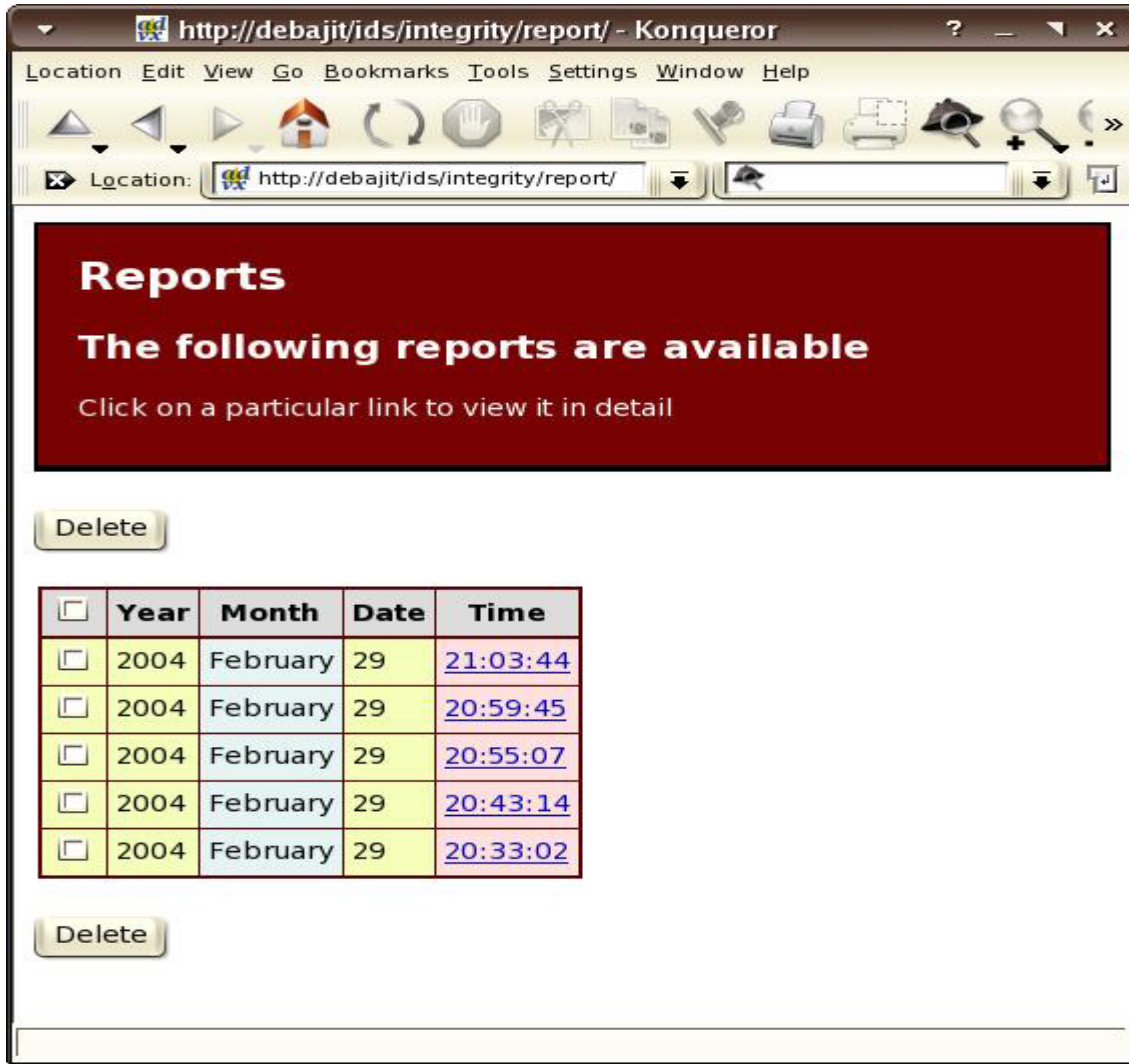 http://debajit/ids/integrity/report/ - Konqueror
Location Edit View Go Bookmarks Tools Settings Window Help
Location: http://debajit/ids/integrity/report/
Reports
The following reports are available
Click on a particular link to view it in detail
Delete
Year Month Date Time
2004 February 29 21:03:44
2004 February 29 20:59:45
2004 February 29 20:55:07
2004 February 29 20:43:14
2004 February 29 20:33:02
Delete